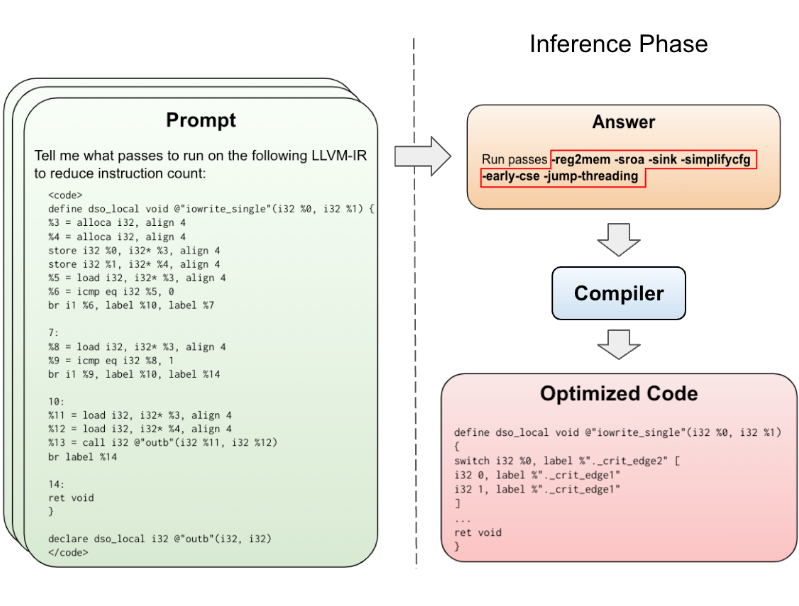 Inference Phase
Prompt
Tell me what passes to run on the following LLVM-IR
to reduce instruction count:
<code>
define dso_local void @"iowrite_single"(i32 %0, i32 %1) {
%3 = alloca i32, align 4
%4 = alloca i32, align 4
store i32 %0, i32* %3, align 4
store i32 %1, i32* %4, align 4
%5 = load i32, i32* %3, align 4
%6 = icmp eq i32 %5, 0
br i1 %6, label %10, label %7
7:
%8 = load i32, i32* %3, align 4
%9 = icmp eq i32 %8, 1
br i1 %9, label %10, label %14
10:
%11 = load i32, i32* %3, align 4
%12 = load i32, i32* %4, align 4
%13 = call i32 @"outb"(i32 %11, i32 %12)
br label %14
14:
ret void
}
declare dso_local i32 @"outb"(i32, i32)
</code>
Answer
Run passes -reg2mem -sroa -sink -simplifycfg
-early-cse -jump-threading
Compiler
Optimized Code
define dso_local void @"iowrite_single"(i32 %0, i32 %1)
{
switch i32 %0, label %"._crit_edge2" [
i32 0, label %"._crit_edge1"
i32 1, label %"._crit_edge1"
]
...
ret void
}